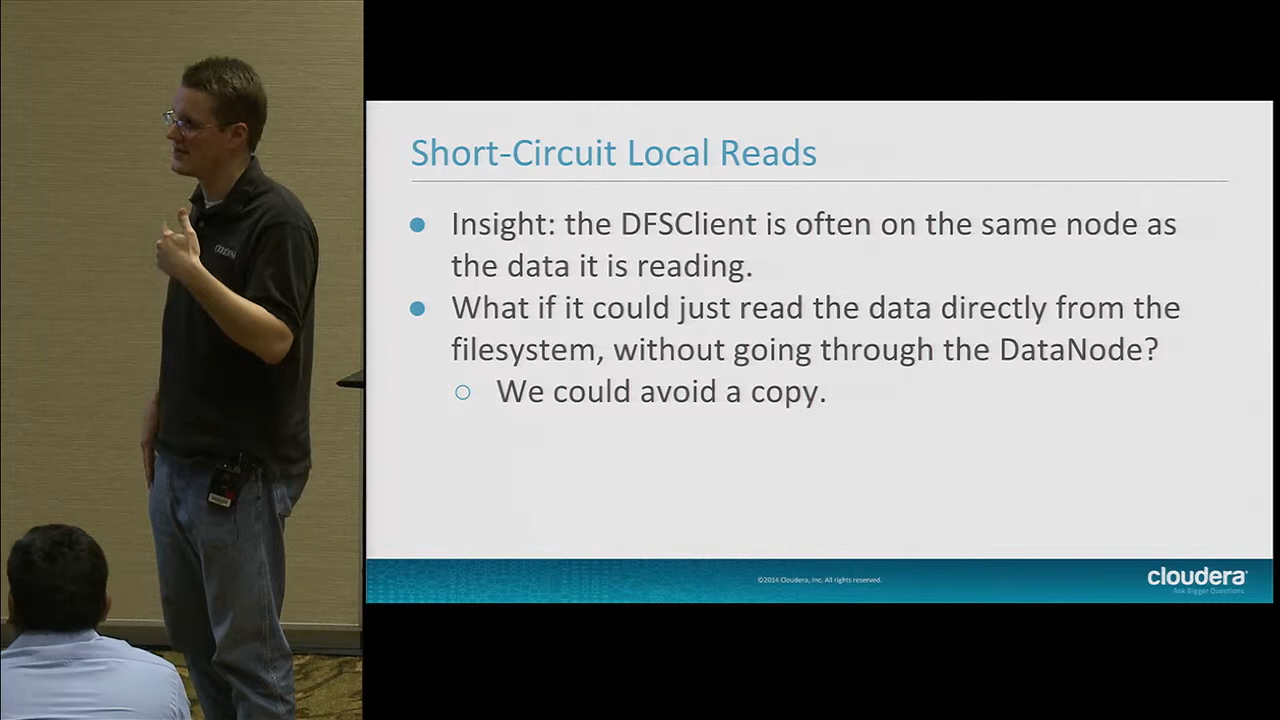 Short-Circuit Local Reads
Insight: the DFSClient is often on the same node as
the data it is reading.
What if it could just read the data directly from the
filesystem, without going through the DataNode?
We could avoid a copy.
©2014 Cloudera, Inc. All rights reserved.
cloudera
Ask Bigger Questions
cloudera